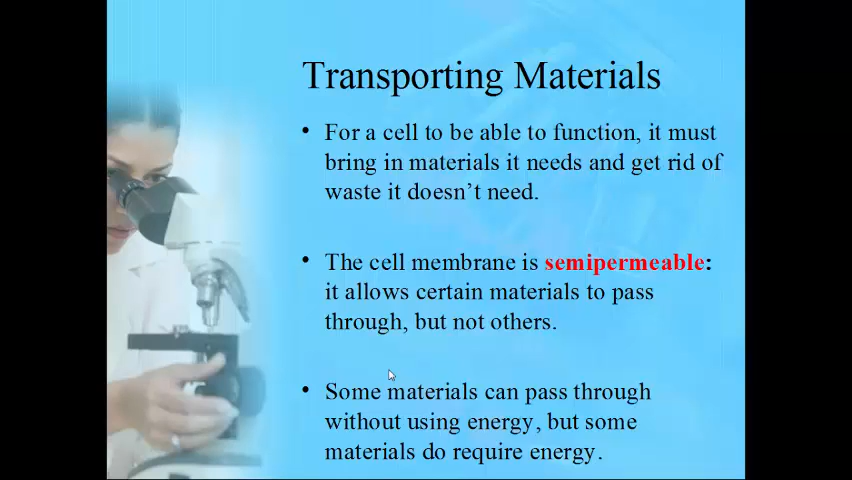 Transporting Materials
• For a cell to be able to function, it must
bring in materials it needs and get rid of
waste it doesn't need.
• The cell membrane is semipermeable:
it allows certain materials to pass
through, but not others.
• Some materials can pass through
without using energy, but some
materials do require energy.